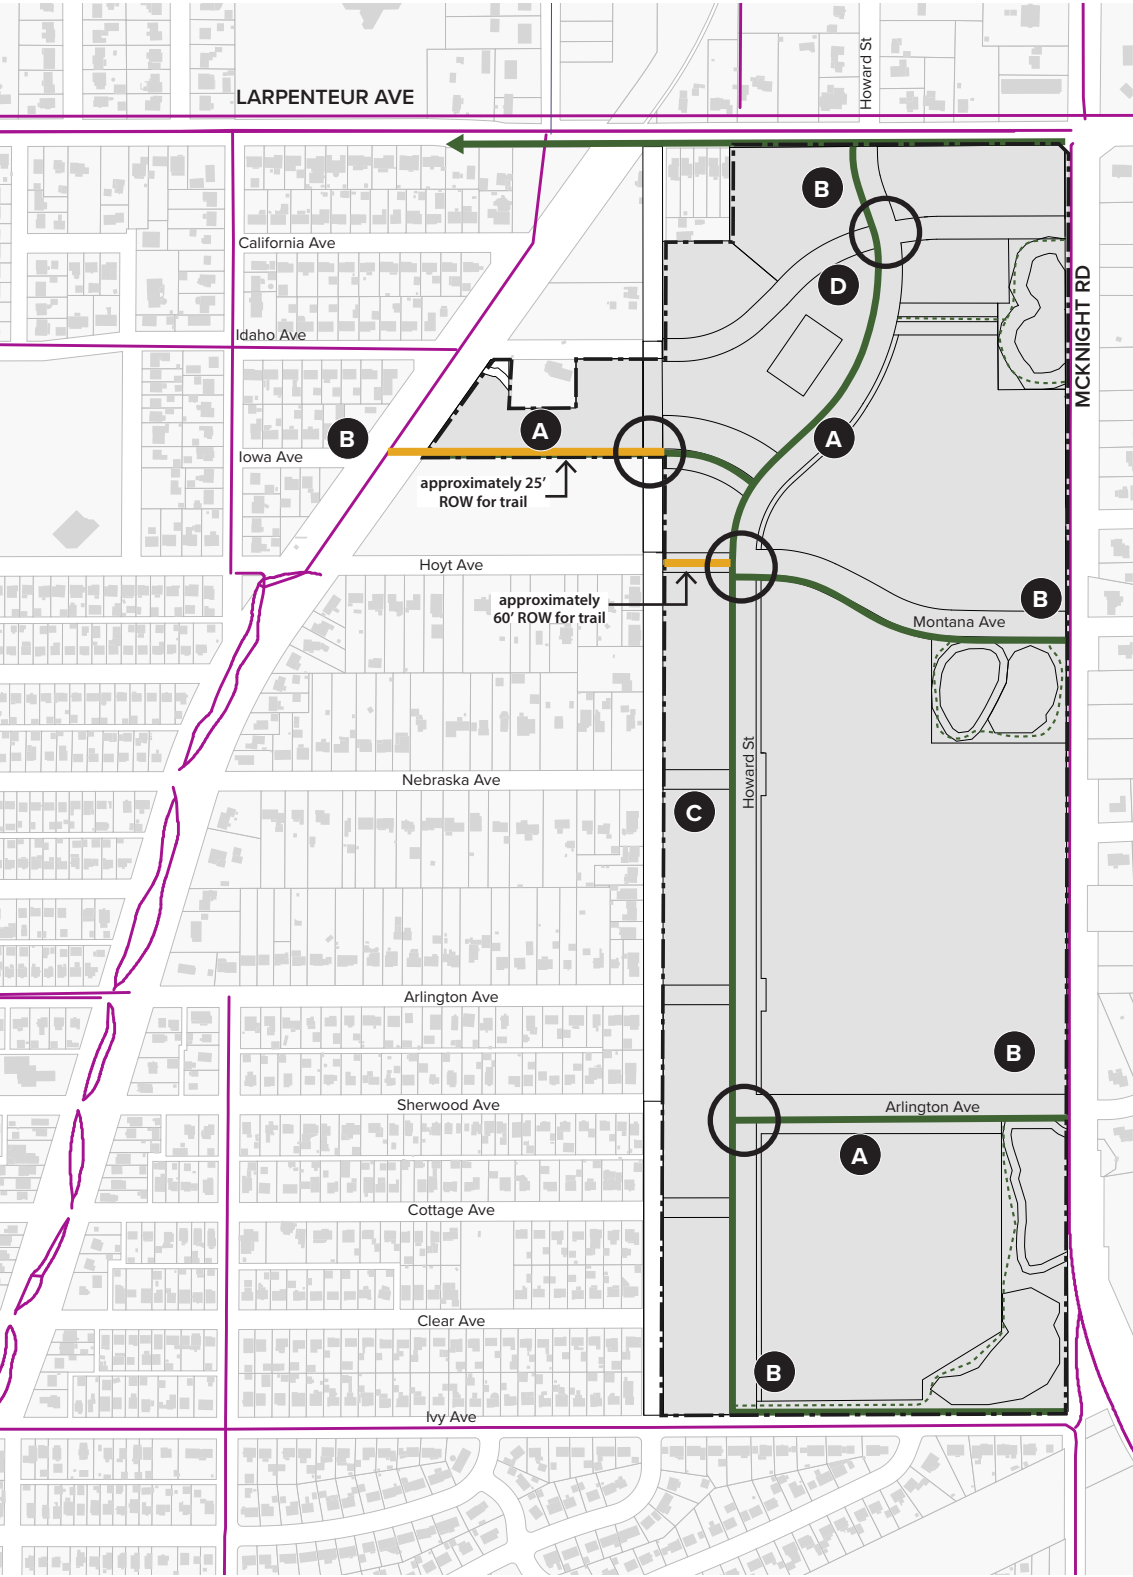 Howard St
LARPENTEUR AVE
B
California Ave
D
MCKNIGHT RD
Idaho Ave
A
B
A
Iowa Ave
approximately 25'
ROW for trail
Hoyt Ave
approximately
60' ROW for trail
B
Montana Ave
Howard St
Nebraska Ave
C
Arlington Ave
B
Sherwood Ave
Arlington Ave
A
Cottage Ave
Clear Ave
B
Ivy Ave